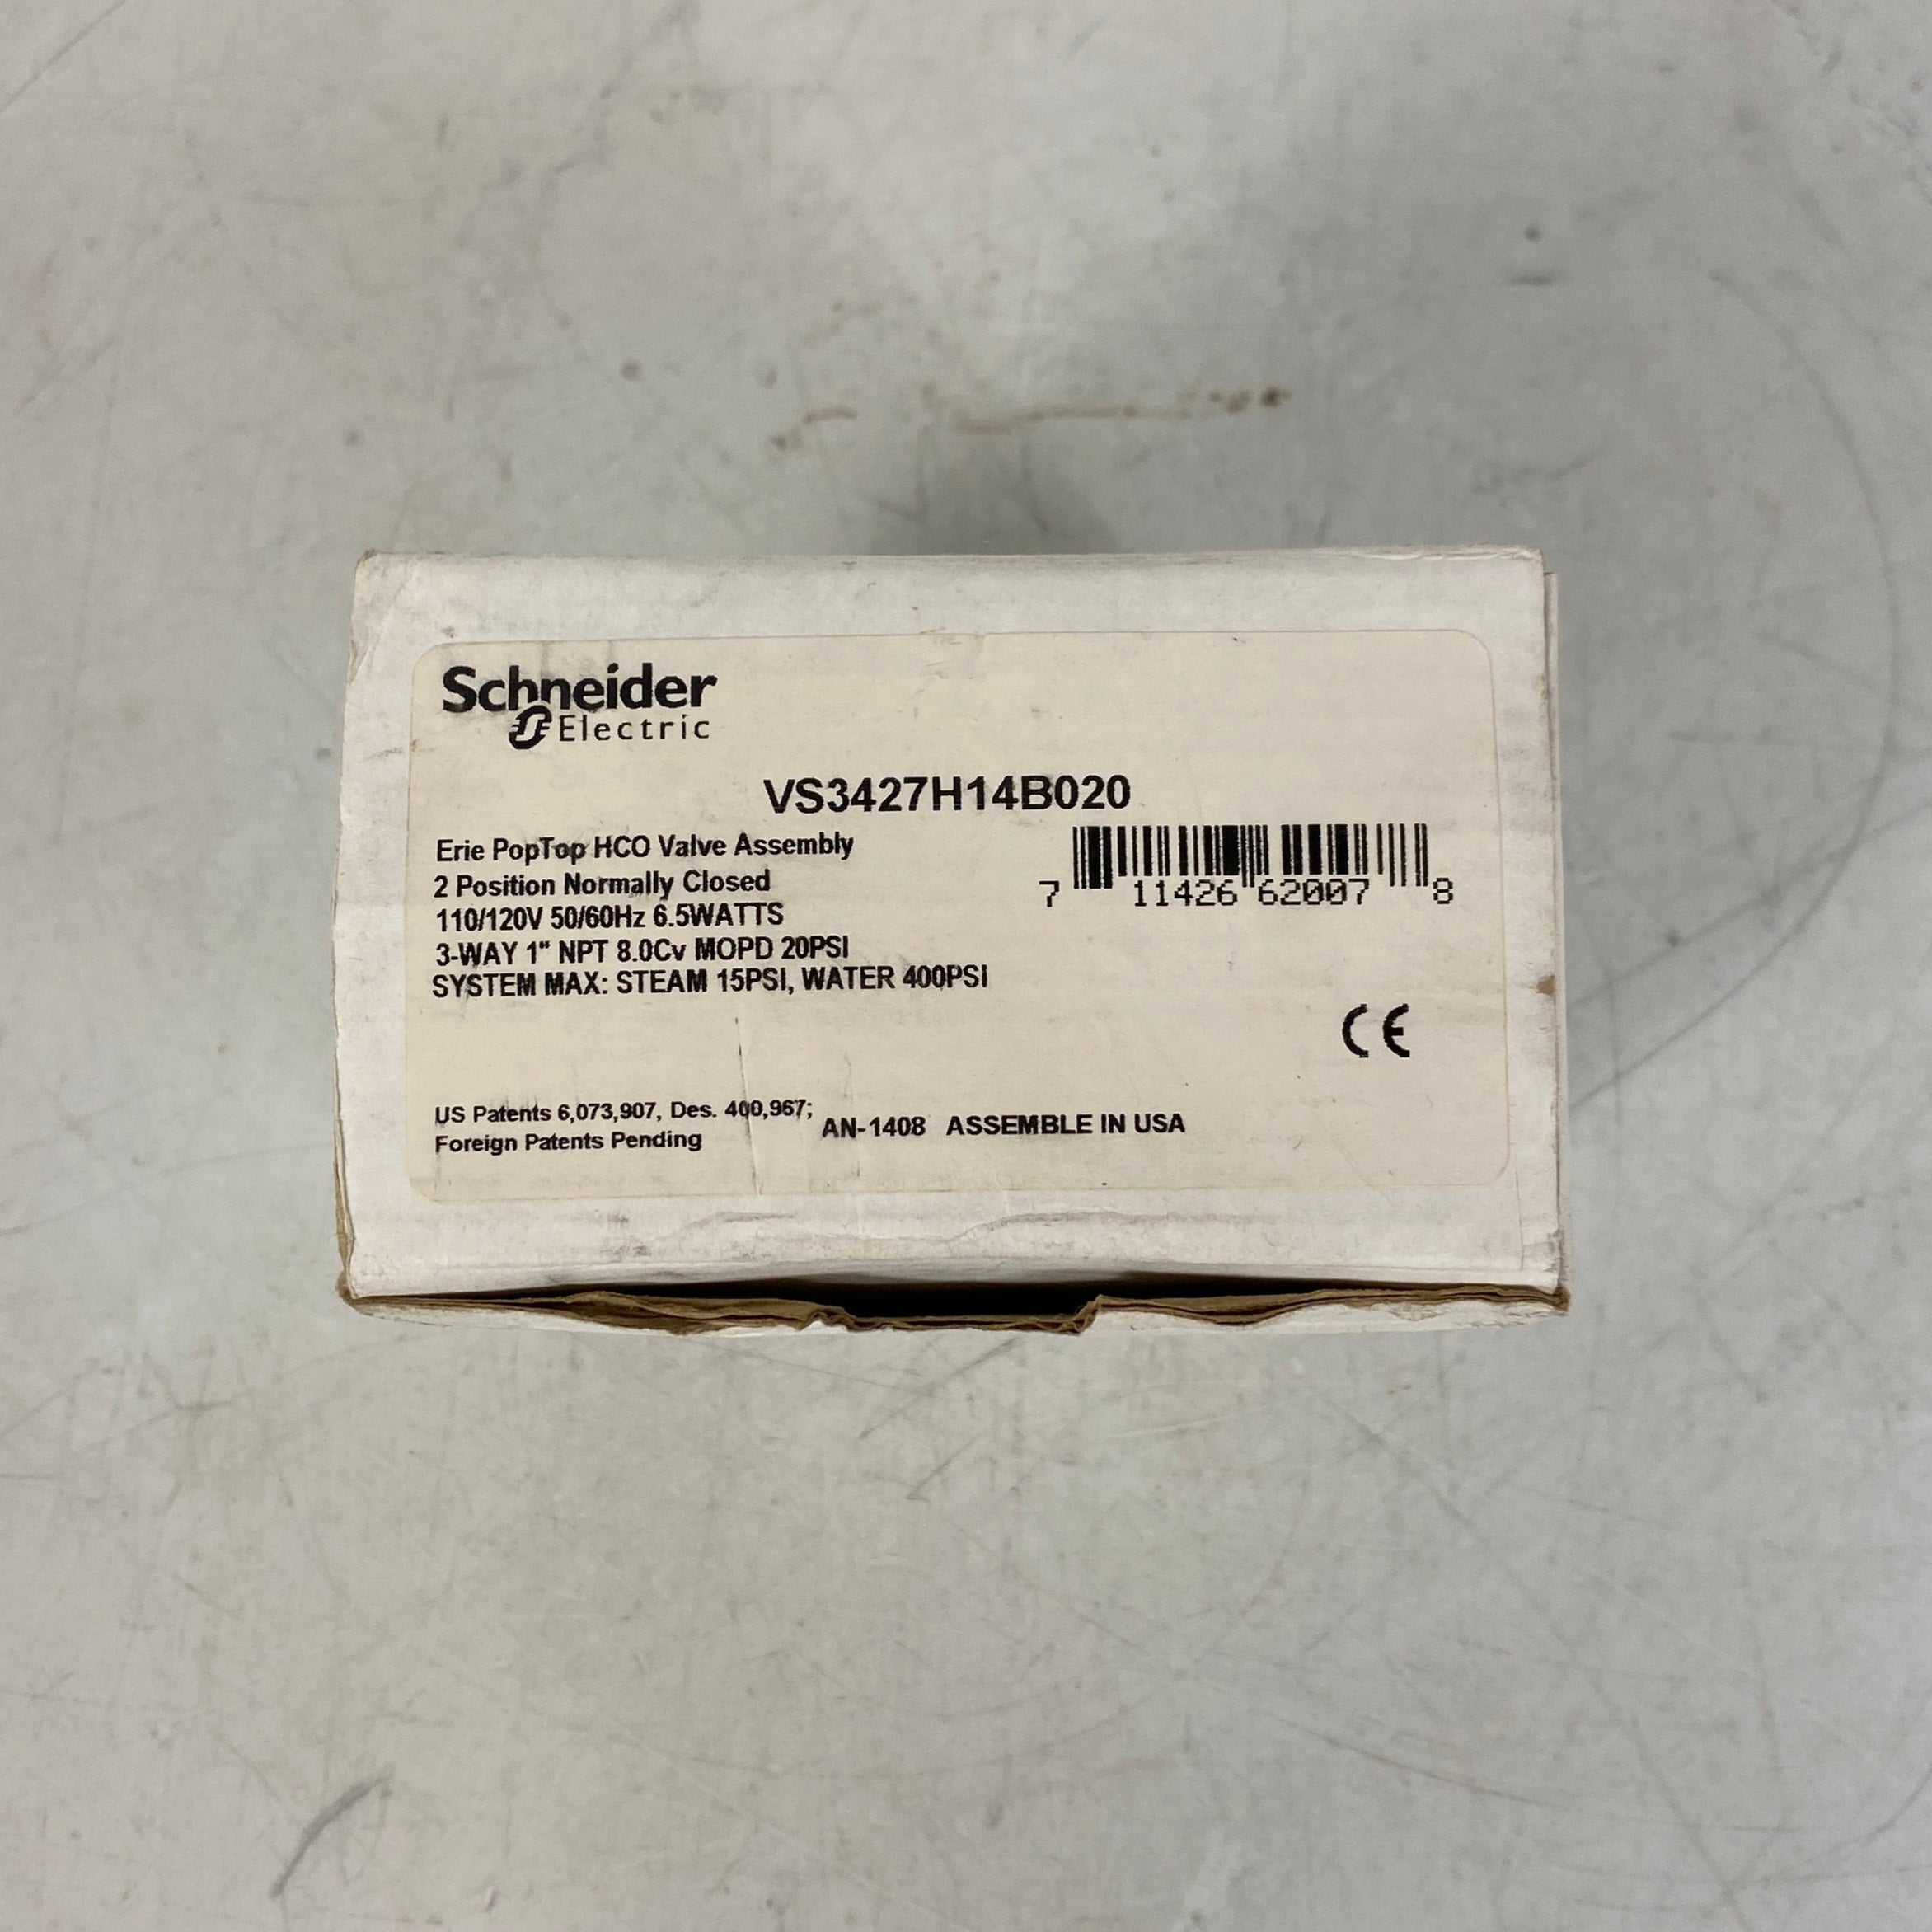 Schneider
Electric
VS3427H14B020
Erie PopTop HCO Valve Assembly
2 Position Normally Closed
110/120V 50/60Hz 6.5WATTS
3-WAY 1" NPT 8.0Cv MOPD 20PSI
SYSTEM MAX: STEAM 15PSI, WATER 400PSI
7 11426 62007 8
CE
US Patents 6,073,907, Des. 400,967;
Foreign Patents Pending
AN-1408 ASSEMBLE IN USA